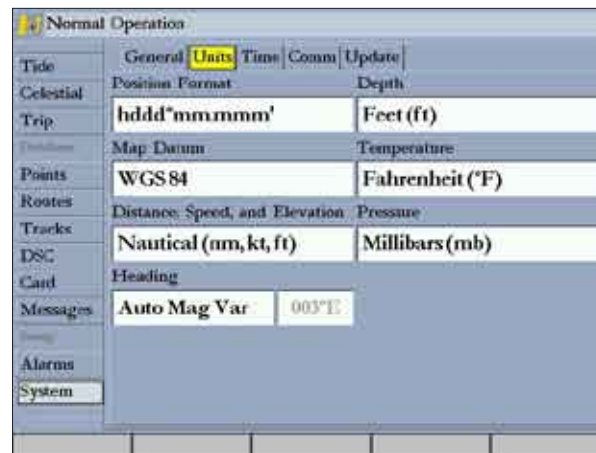 Normal Operation
General Units Time Comm Update
Tide
Celestial
Trip
Points
Routes
Tracks
DSC
Card
Messages
Alarms
System
Position Format
hddd°mm.mmm'
Depth
Feet (ft)
Map Datum
WGS 84
Temperature
Fahrenheit (°F)
Distance, Speed, and Elevation
Nautical (nm, kt, ft)
Pressure
Millibars (mb)
Heading
Auto Mag Var
003°E